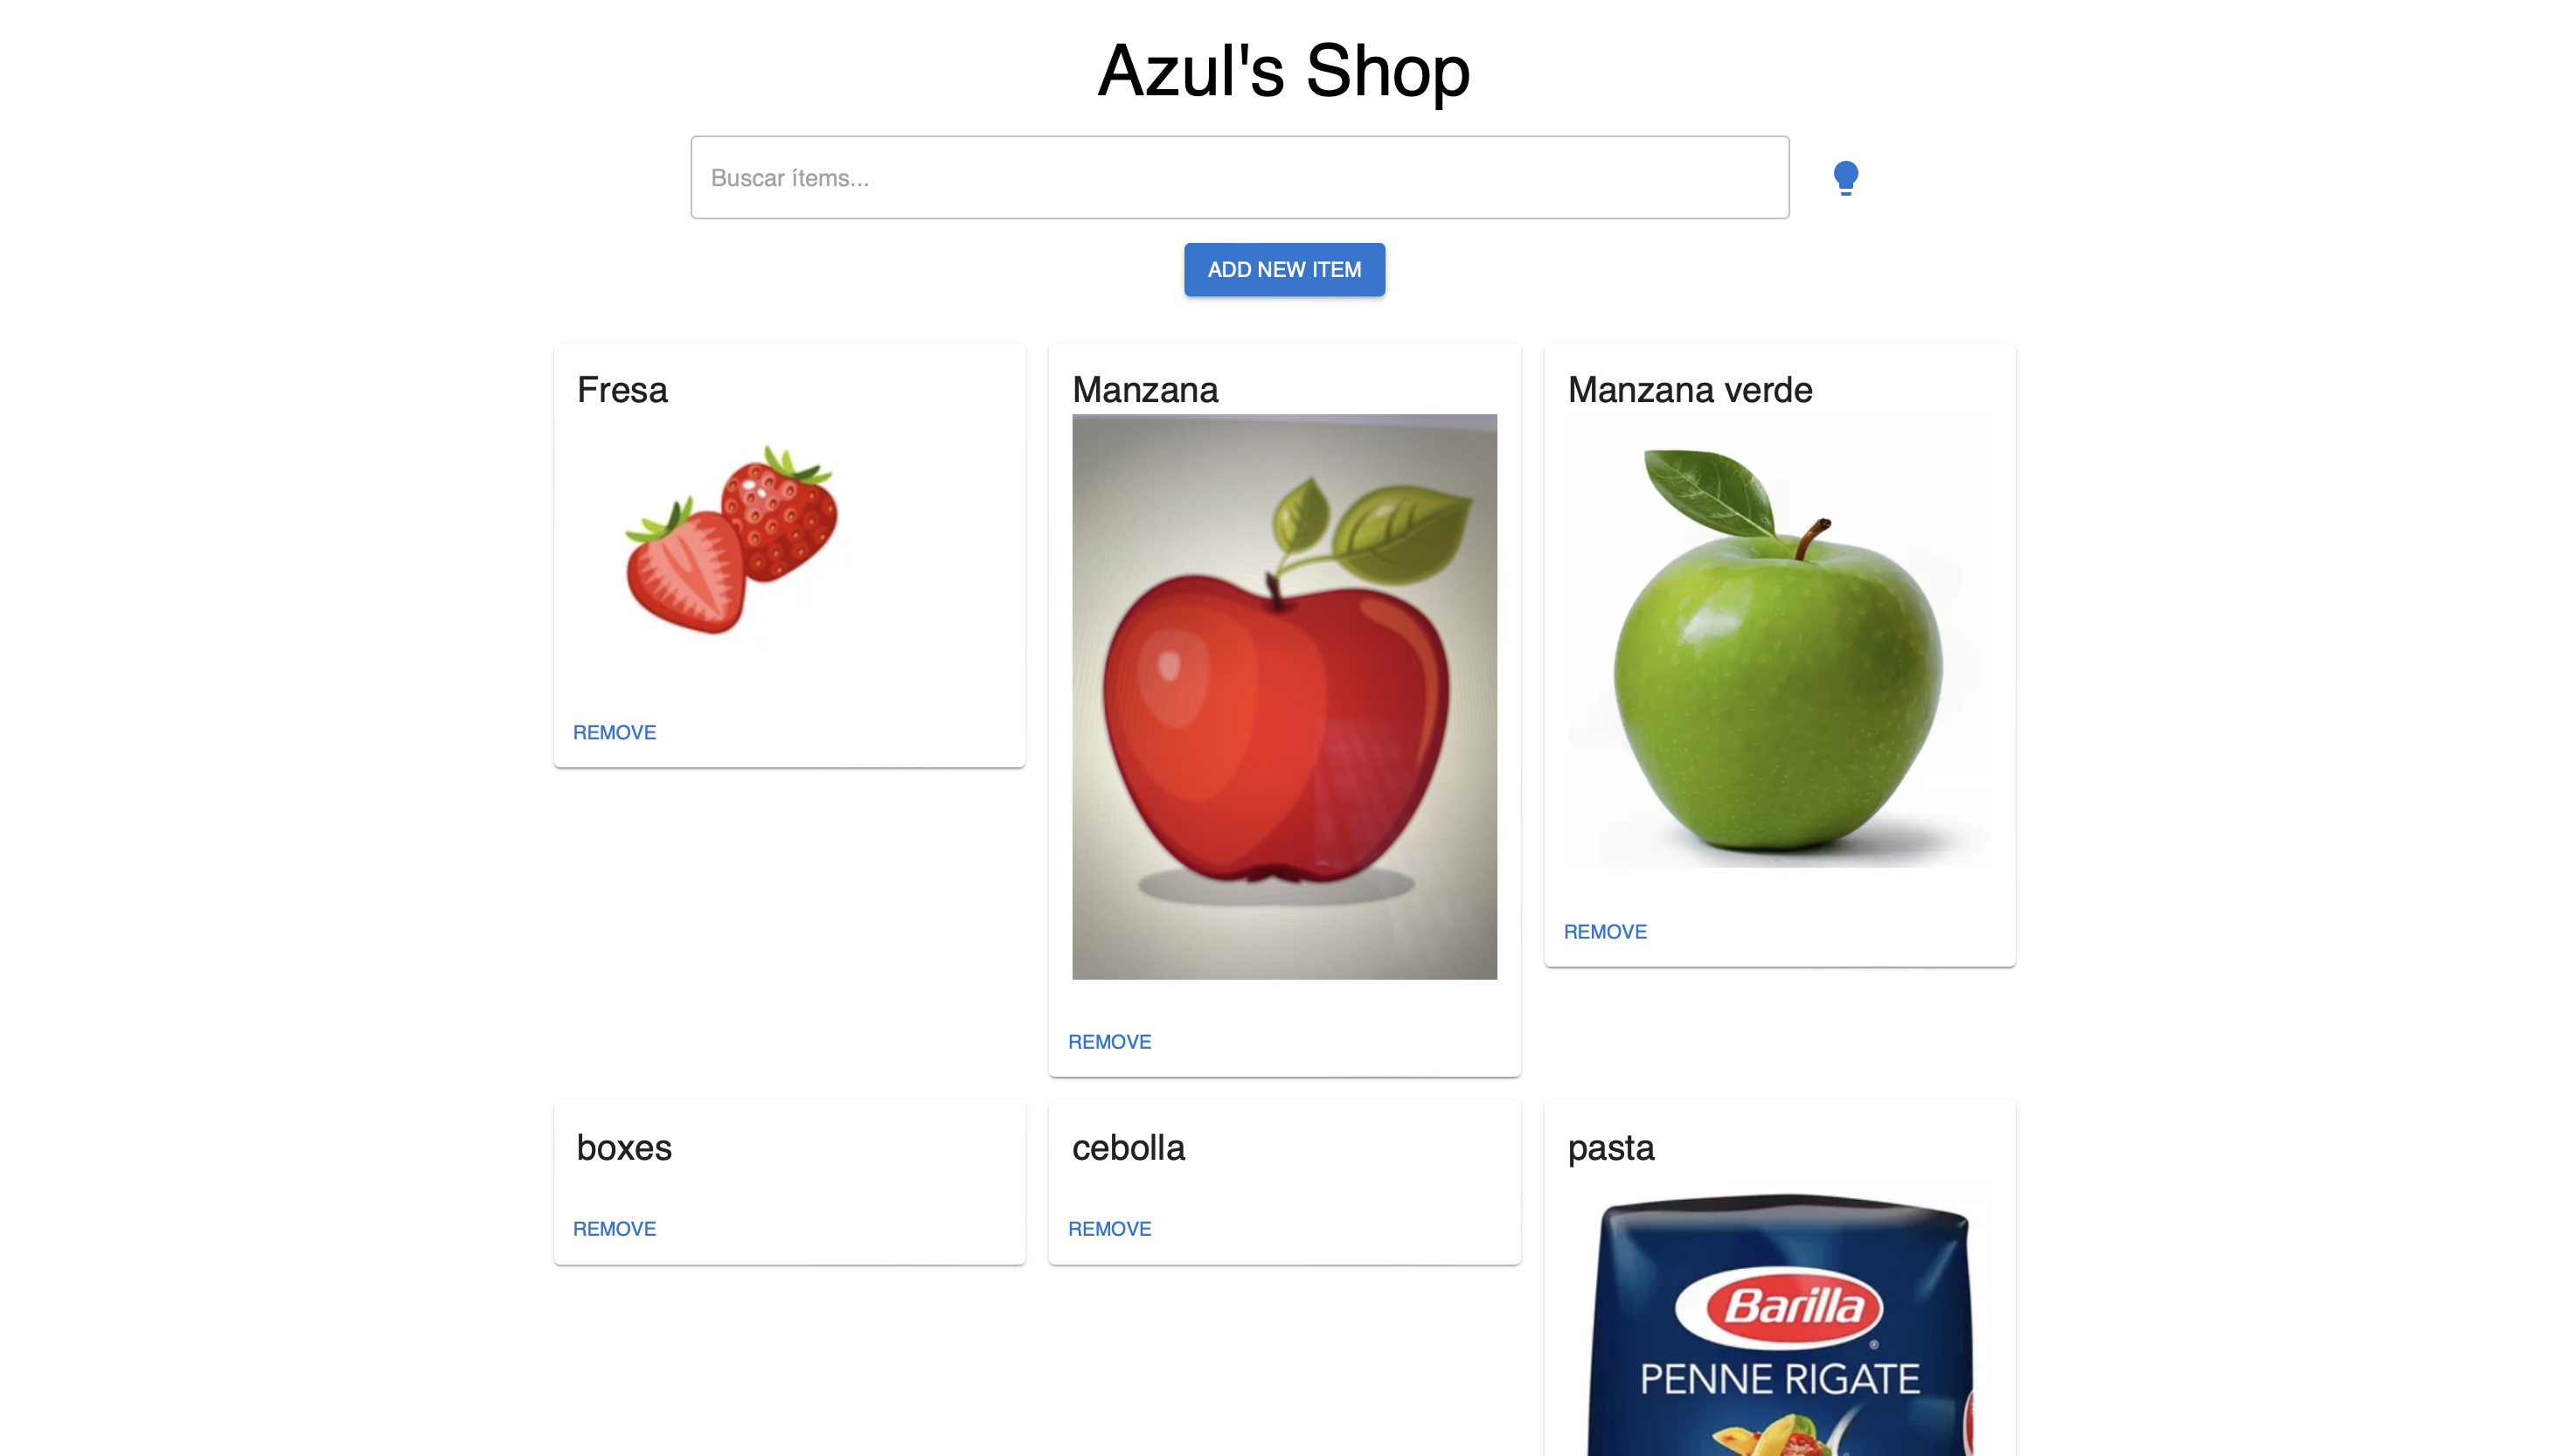 Azul's Shop
Buscar ítems...
ADD NEW ITEM
Fresa
REMOVE
Manzana
REMOVE
Manzana verde
REMOVE
boxes
REMOVE
cebolla
REMOVE
pasta
Barilla
®
PENNE RIGATE